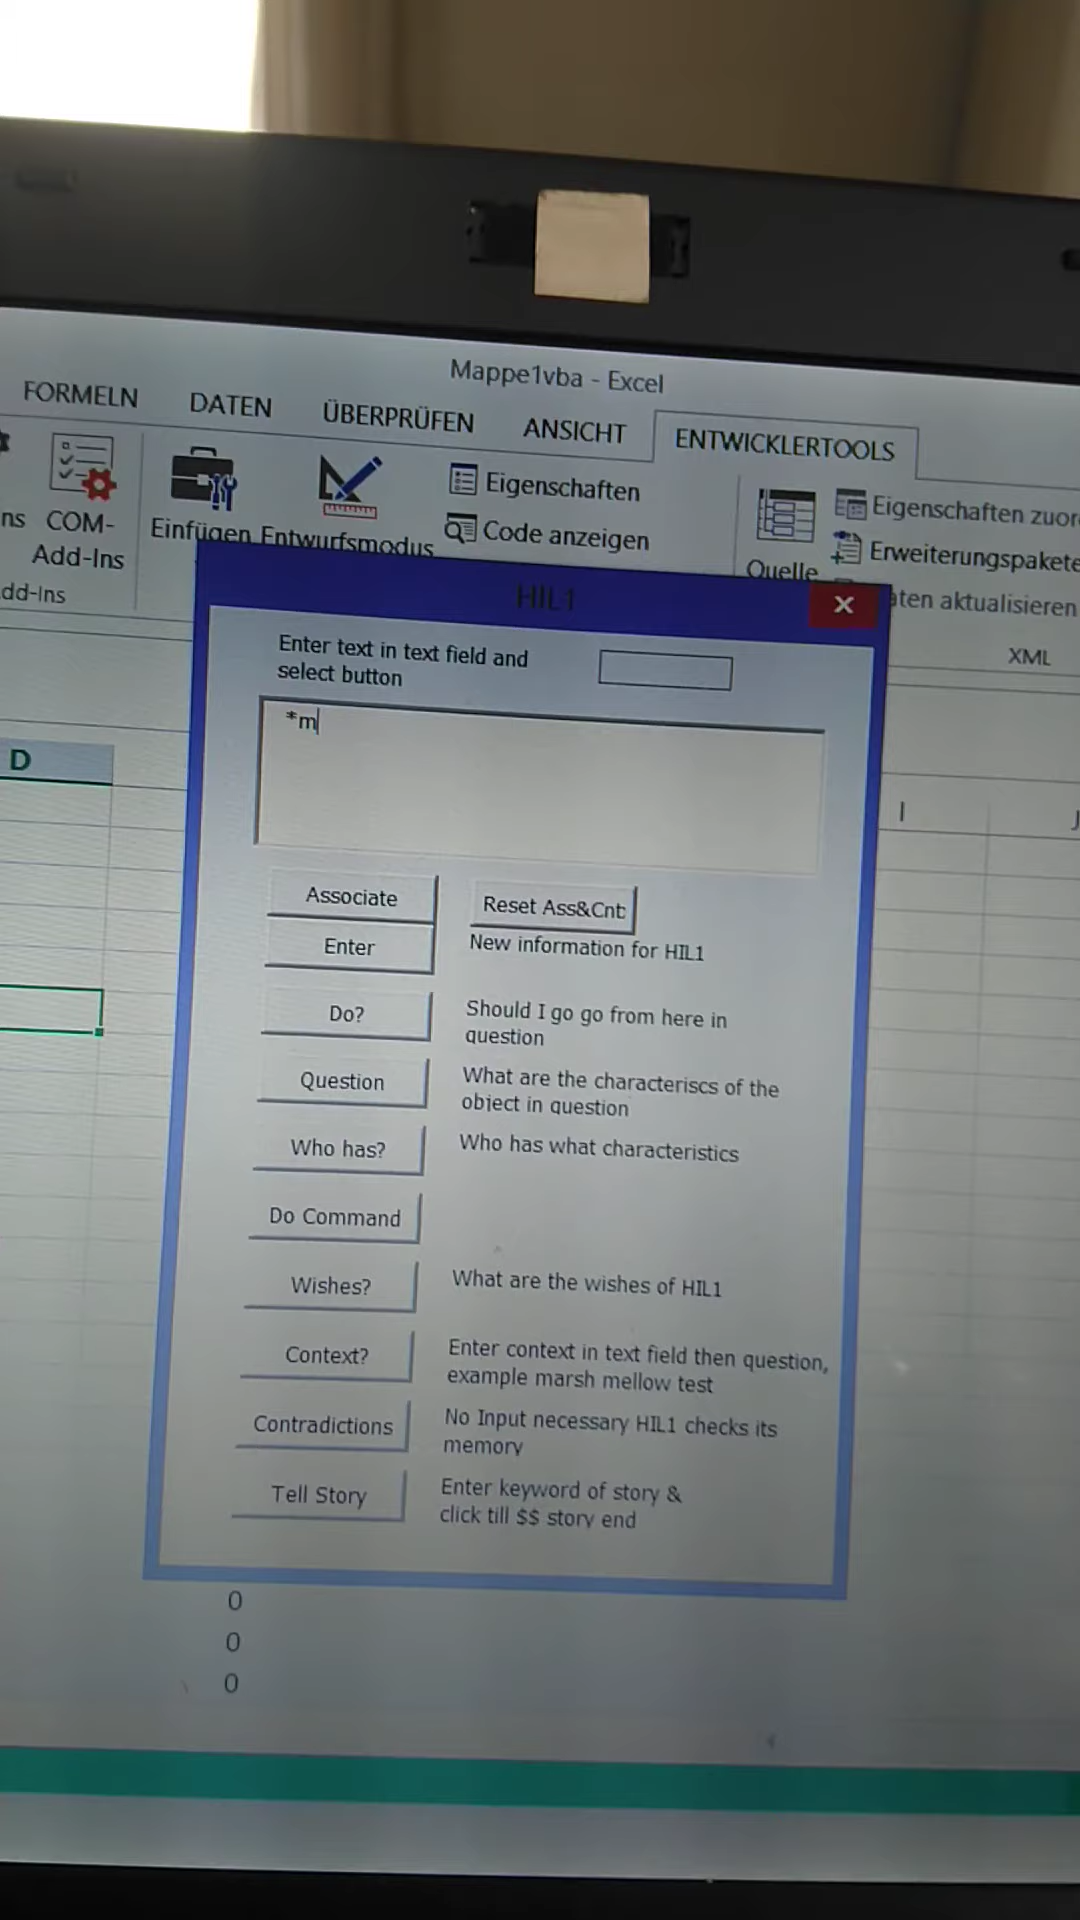 Mappe1vba - Excel
FORMELN DATEN ÜBERPRÜFEN ANSICHT ENTWICKLERTOOLS
Eigenschaften
Eigenschaften zuor
ns COM-
Add-Ins
Einfügen Entwurfsmodus
Code anzeigen
Quelle
Erweiterungspakete
dd-Ins
aten aktualisieren
XML
HIL1
Enter text in text field and
select button
*m
D
I
J
Associate
Reset Ass&Cnt
Enter
New information for HIL1
Do?
Should I go go from here in
question
Question
What are the characteriscs of the
object in question
Who has?
Who has what characteristics
Do Command
Wishes?
What are the wishes of HIL1
Context?
Enter context in text field then question,
example marsh mellow test
Contradictions
No Input necessary HIL1 checks its
memory
Tell Story
Enter keyword of story &
click till $$ story end
0
0
0